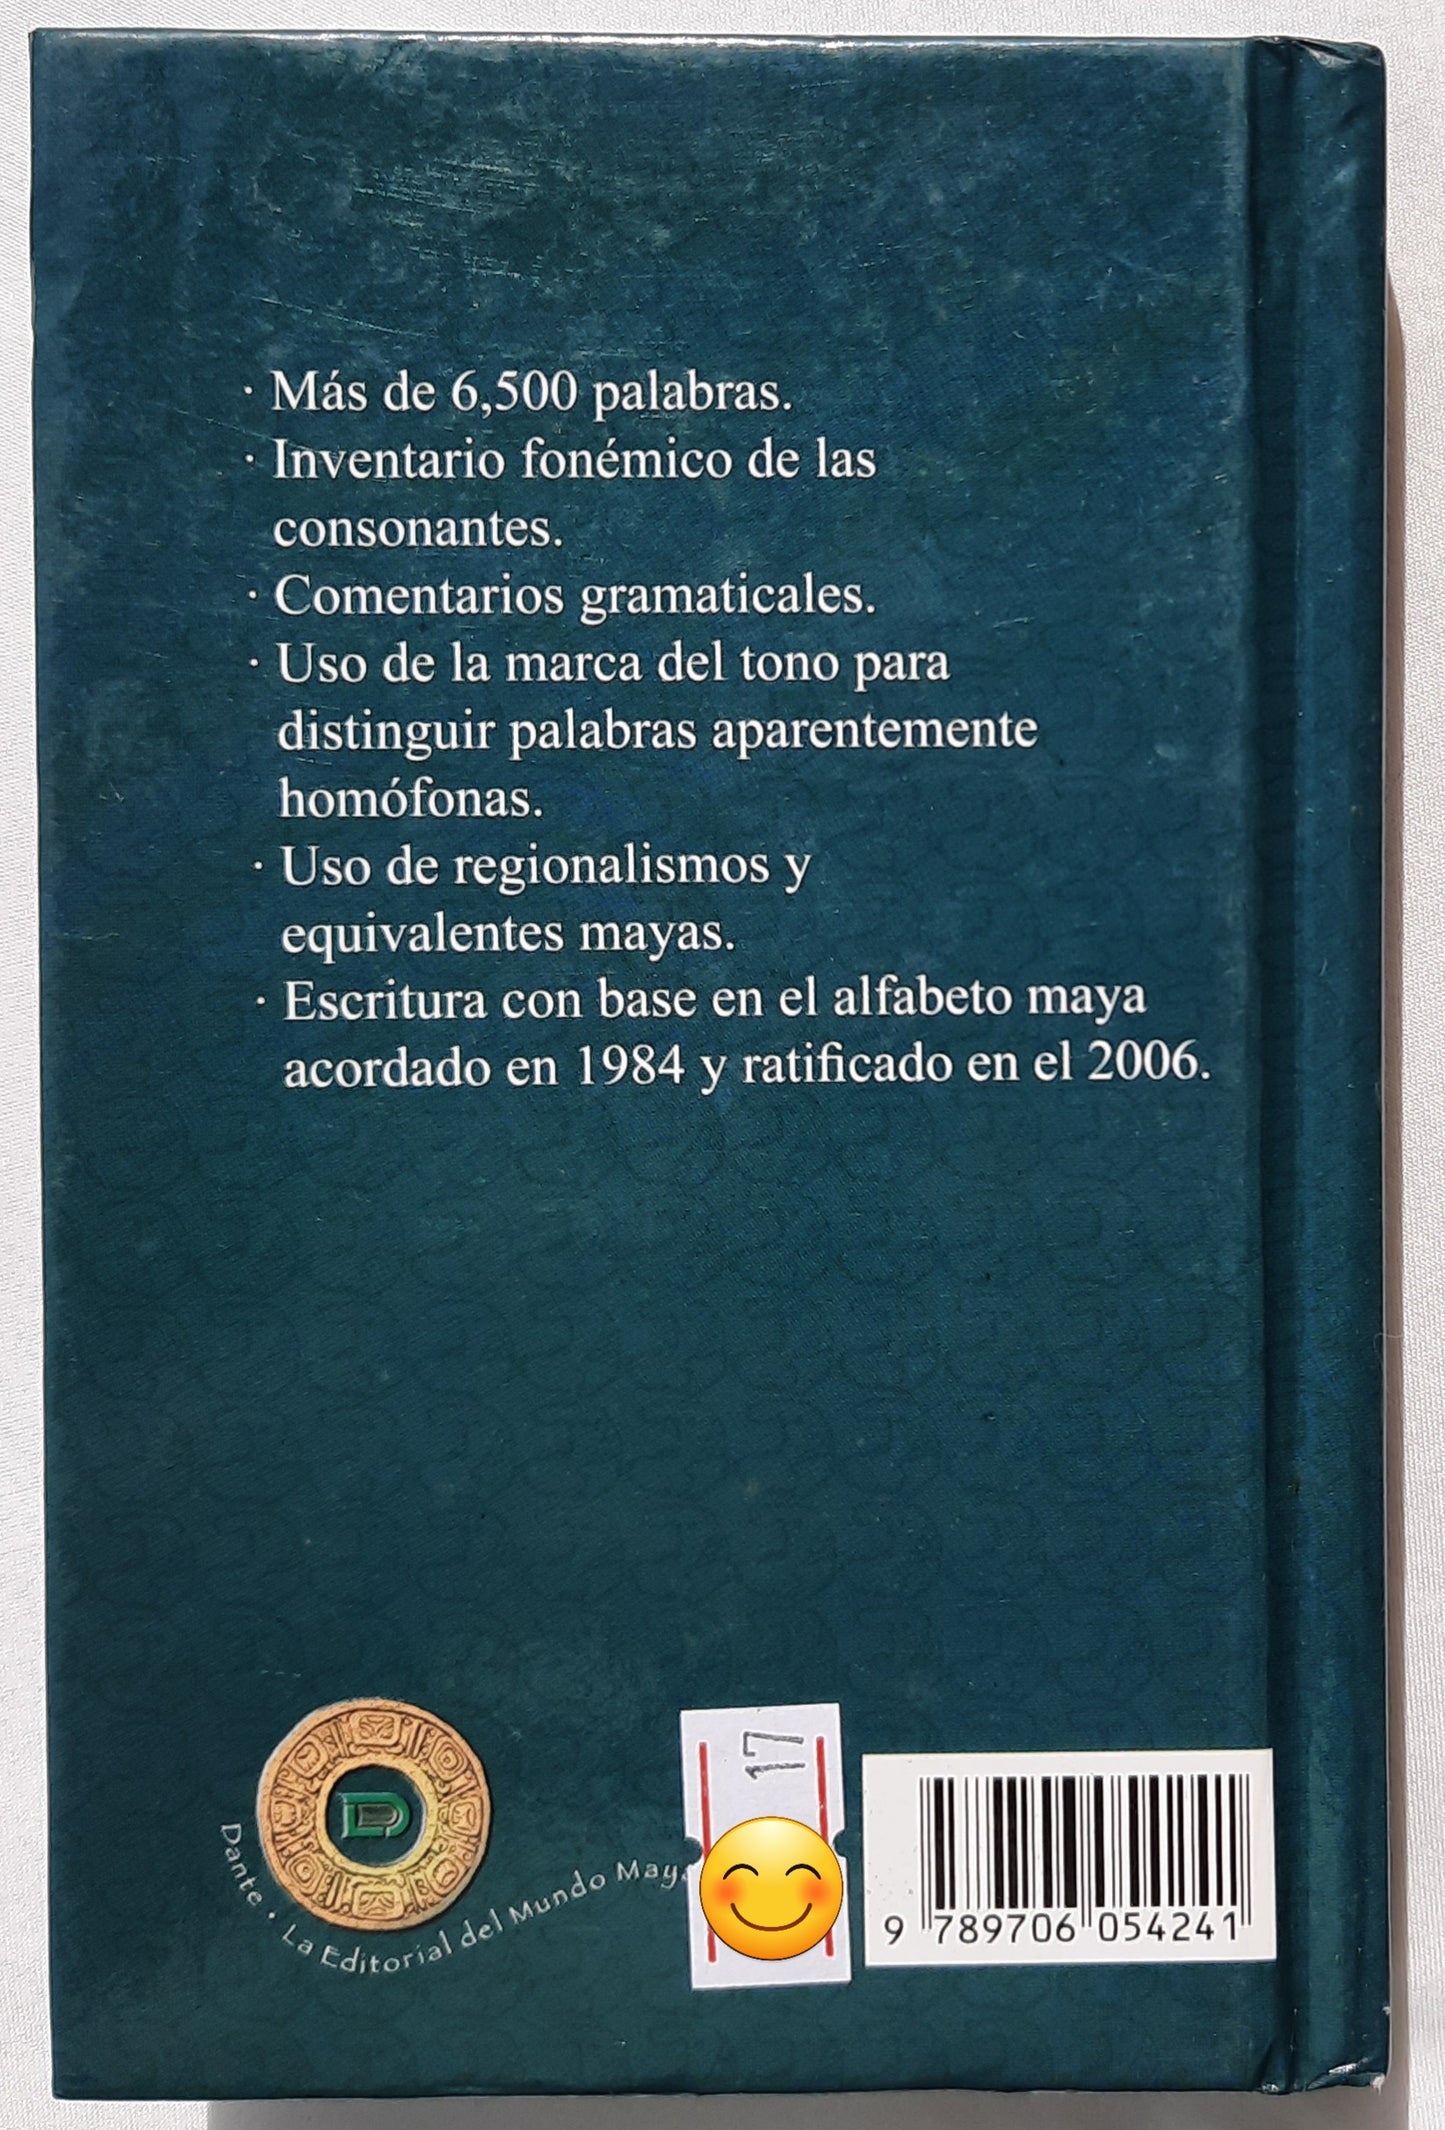 · Más de 6,500 palabras.
· Inventario fonémico de las
consonantes.
· Comentarios gramaticales.
· Uso de la marca del tono para
distinguir palabras aparentemente
homófonas.
· Uso de regionalismos y
equivalentes mayas.
· Escritura con base en el alfabeto maya
acordado en 1984 y ratificado en el 2006.
D
Dante · La Editorial del Mundo Maya
17
9 789706 054241